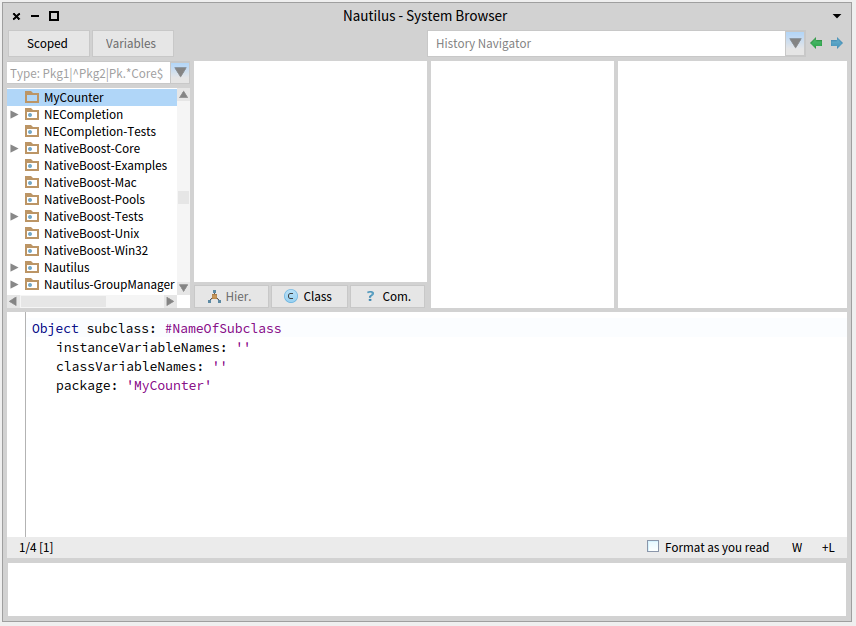 Nautilus - System Browser
Scoped
Variables
History Navigator
Type: Pkg1|^Pkg2|Pk.*Core$
MyCounter
NECompletion
NECompletion-Tests
NativeBoost-Core
NativeBoost-Examples
NativeBoost-Mac
NativeBoost-Pools
NativeBoost-Tests
NativeBoost-Unix
NativeBoost-Win32
Nautilus
Nautilus-GroupManager
Hier.
C Class
? Com.
Object subclass: #NameOfSubclass
instanceVariableNames: ''
classVariableNames: ''
package: 'MyCounter'
1/4 [1]
Format as you read
W
+L